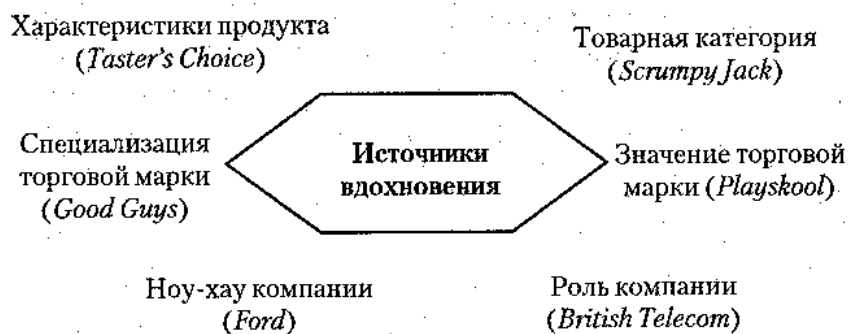 Характеристики продукта
(Taster's Choice)
Товарная категория
(Scrumpy Jack)
Специализация
торговой марки
(Good Guys)
Источники
вдохновения
Значение торговой
марки (Playskool)
Ноу-хау компании
(Ford)
Роль компании
(British Telecom)